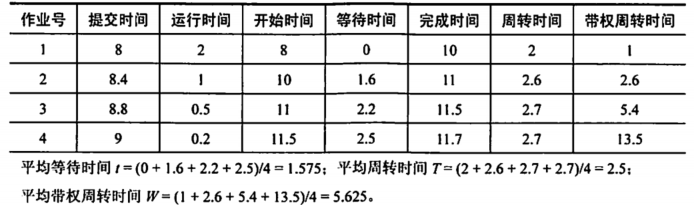 作业号 提交时间 运行时间 开始时间 等待时间 完成时间 周转时间 带权周转时间
1 8 2 8 0 10 2 1
2 8.4 1 10 1.6 11 2.6 2.6
3 8.8 0.5 11 2.2 11.5 2.7 5.4
4 9 0.2 11.5 2.5 11.7 2.7 13.5
平均等待时间 t = (0 + 1.6 + 2.2 + 2.5)/4 = 1.575；平均周转时间 T = (2 + 2.6 + 2.7 + 2.7)/4 = 2.5；
平均带权周转时间 W = (1 + 2.6 + 5.4 + 13.5)/4 = 5.625。